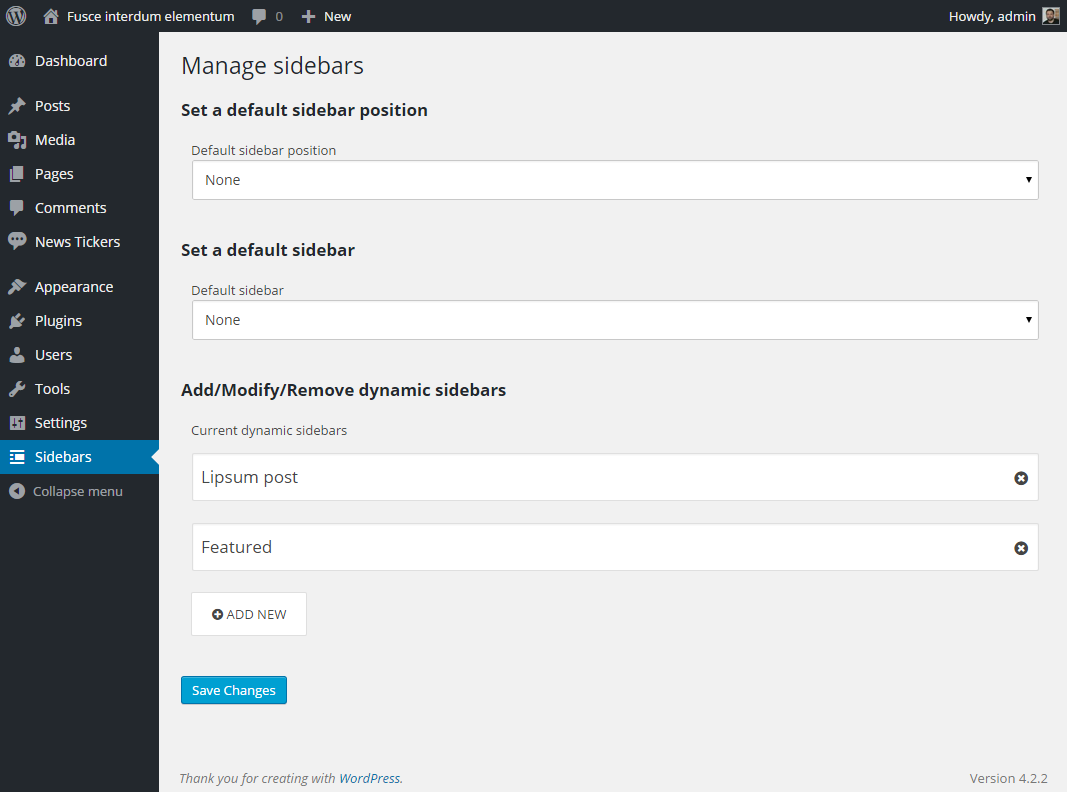 Fusce interdum elementum 0 New Howdy, admin
Dashboard
Posts
Media
Pages
Comments
News Tickers
Appearance
Plugins
Users
Tools
Settings
Sidebars
Collapse menu
Manage sidebars
Set a default sidebar position
Default sidebar position
None
Set a default sidebar
Default sidebar
None
Add/Modify/Remove dynamic sidebars
Current dynamic sidebars
Lipsum post
Featured
ADD NEW
Save Changes
Thank you for creating with WordPress. Version 4.2.2